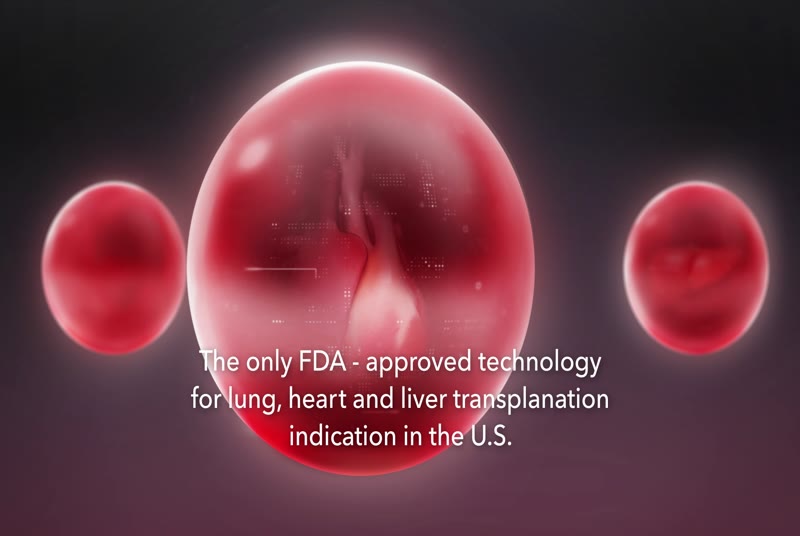 The only FDA - approved technology
for lung, heart and liver transplanation
indication in the U.S.